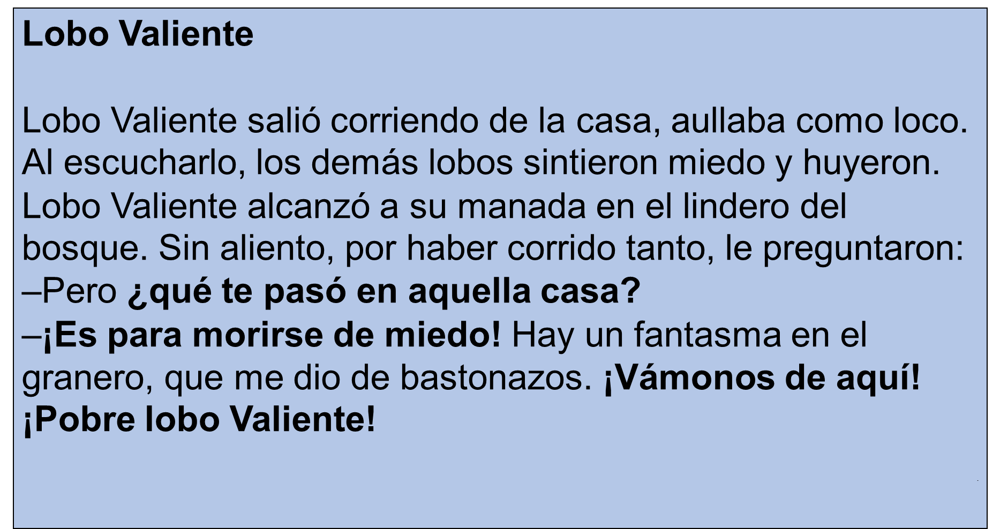 Lobo Valiente
Lobo Valiente salió corriendo de la casa, aullaba como loco.
Al escucharlo, los demás lobos sintieron miedo y huyeron.
Lobo Valiente alcanzó a su manada en el lindero del
bosque. Sin aliento, por haber corrido tanto, le preguntaron:
–Pero ¿qué te pasó en aquella casa?
–¡Es para morirse de miedo! Hay un fantasma en el
granero, que me dio de bastonazos. ¡Vámonos de aquí!
¡Pobre lobo Valiente!